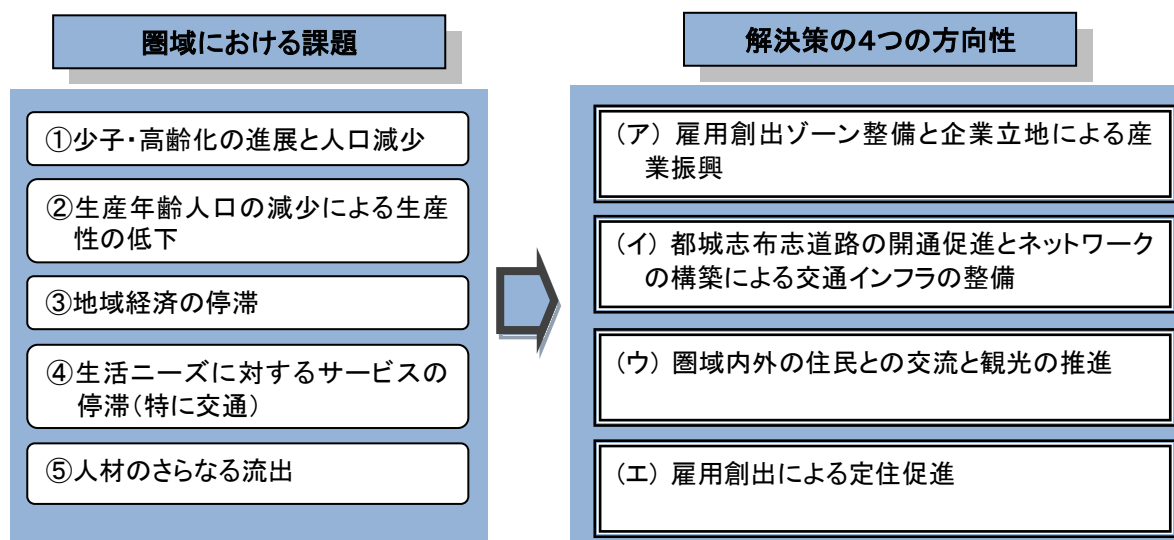 圏域における課題
①少子・高齢化の進展と人口減少
②生産年齢人口の減少による生産
性の低下
③地域経済の停滞
④生活ニーズに対するサービスの
停滞(特に交通)
⑤人材のさらなる流出
解決策の4つの方向性
(ア) 雇用創出ゾーン整備と企業立地による産
業振興
(イ) 都城志布志道路の開通促進とネットワーク
の構築による交通インフラの整備
(ウ) 圏域内外の住民との交流と観光の推進
(エ) 雇用創出による定住促進